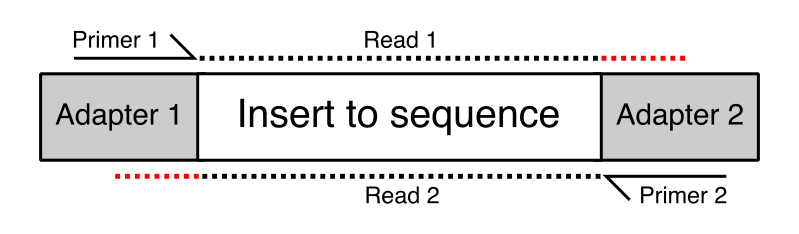 Primer 1
Read 1
Adapter 1
Insert to sequence
Adapter 2
Read 2
Primer 2